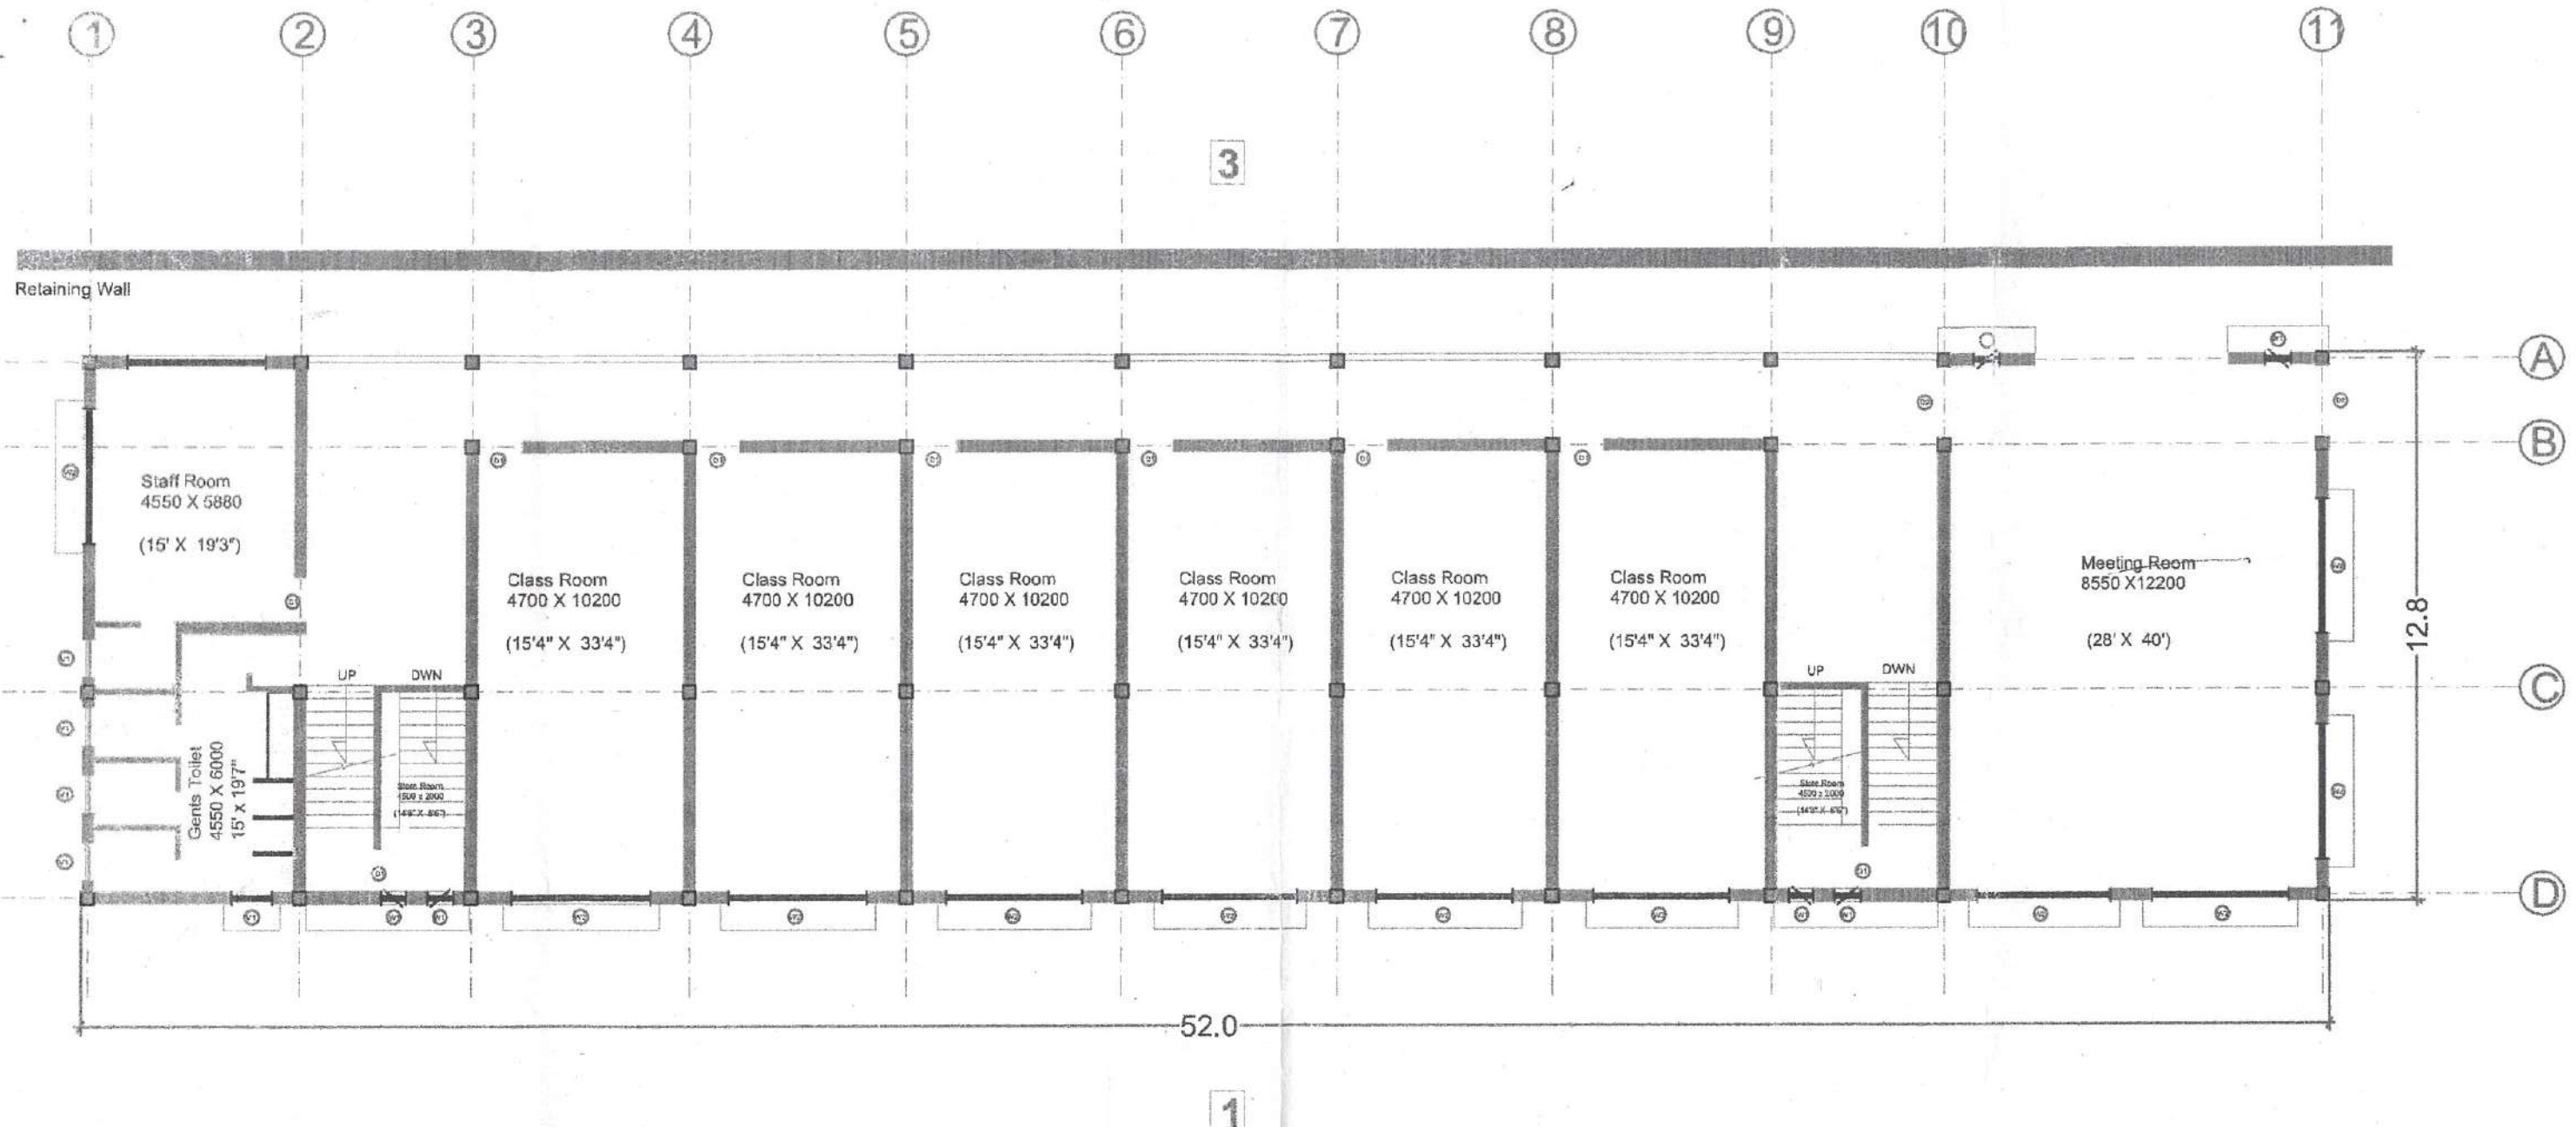 1 2 3 4 5 6 7 8 9 10 11
3
Retaining Wall
A
B
C
D
Staff Room
4550 X 5880
(15' X 19'3")
Class Room
4700 X 10200
(15'4" X 33'4")
Class Room
4700 X 10200
(15'4" X 33'4")
Class Room
4700 X 10200
(15'4" X 33'4")
Class Room
4700 X 10200
(15'4" X 33'4")
Class Room
4700 X 10200
(15'4" X 33'4")
Class Room
4700 X 10200
(15'4" X 33'4")
Meeting Room
8550 X12200
(28' X 40')
12.8
UP
DWN
UP
DWN
Gents Toilet
4550 X 6000
15' x 19'7"
Store Room
4500 x 2000
Store Room
4500 x 2000
52.0
1